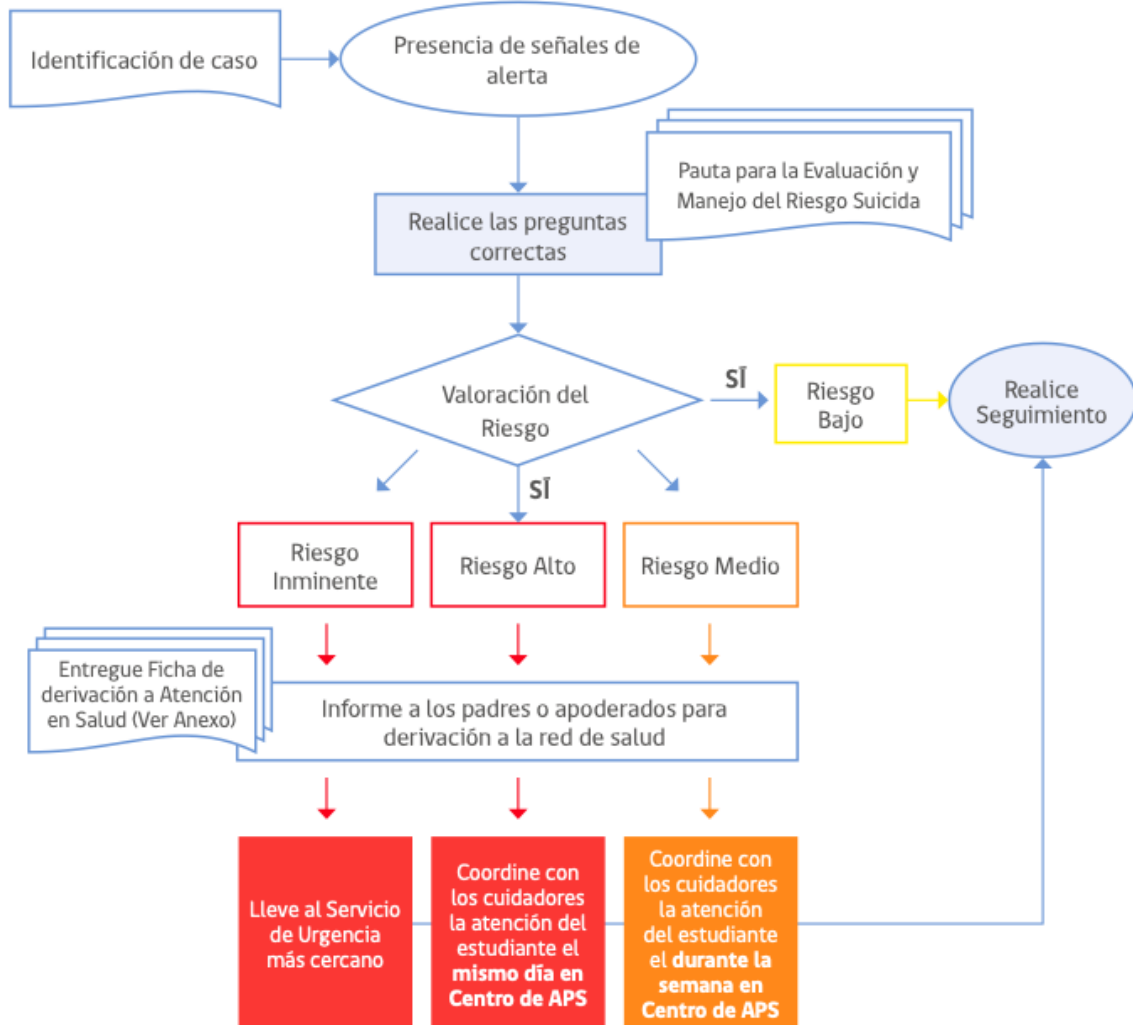 Identificación de caso
Presencia de señales de
alerta
Pauta para la Evaluación y
Manejo del Riesgo Suicida
Realice las preguntas
correctas
Valoración del
Riesgo
SĪ
Riesgo
Bajo
Realice
Seguimiento
SĪ
Riesgo
Inminente
Riesgo Alto
Riesgo Medio
Entregue Ficha de
derivación a Atención
en Salud (Ver Anexo)
Informe a los padres o apoderados para
derivación a la red de salud
Lleve al Servicio
de Urgencia
más cercano
Coordine con
los cuidadores
la atención del
estudiante el
mismo día en
Centro de APS
Coordine con
los cuidadores
la atención
del estudiante
el durante la
semana en
Centro de APS